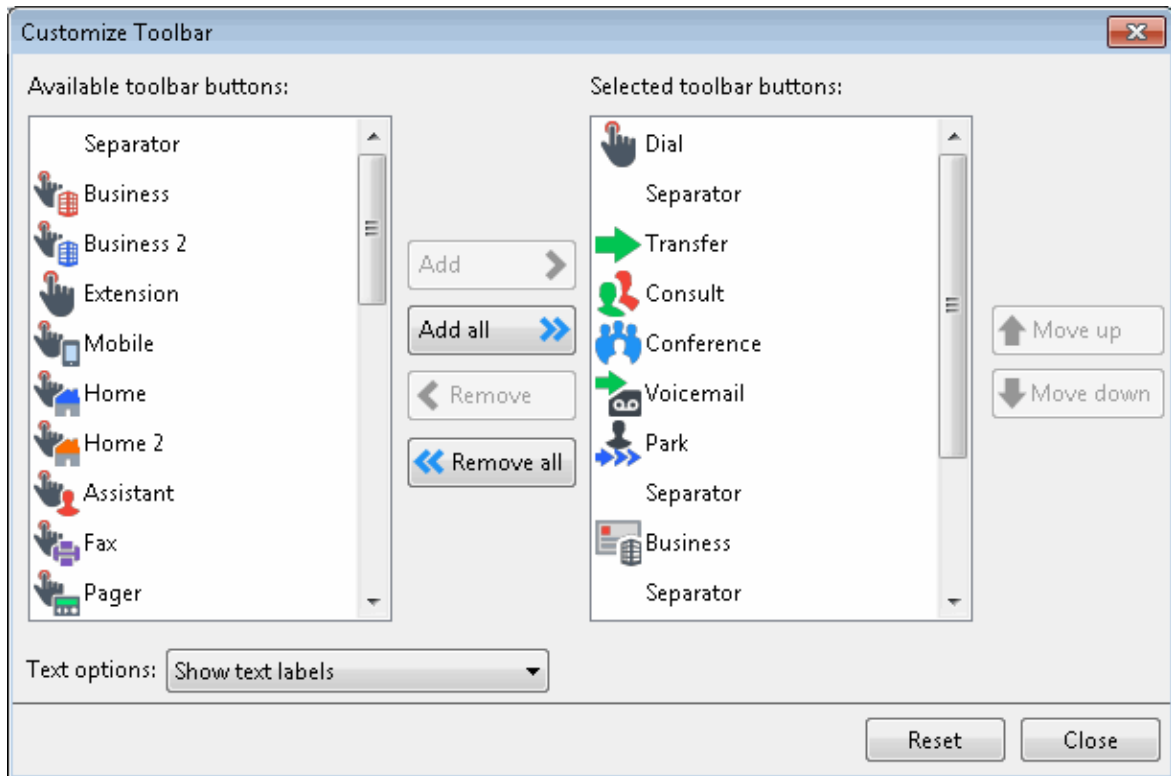 Customize Toolbar
Available toolbar buttons:
Separator
Business
Business 2
Extension
Mobile
Home
Home 2
Assistant
Fax
Pager
Add
Add all
Remove
Remove all
Selected toolbar buttons:
Dial
Separator
Transfer
Consult
Conference
Voicemail
Park
Separator
Business
Separator
Move up
Move down
Text options: Show text labels
Reset
Close